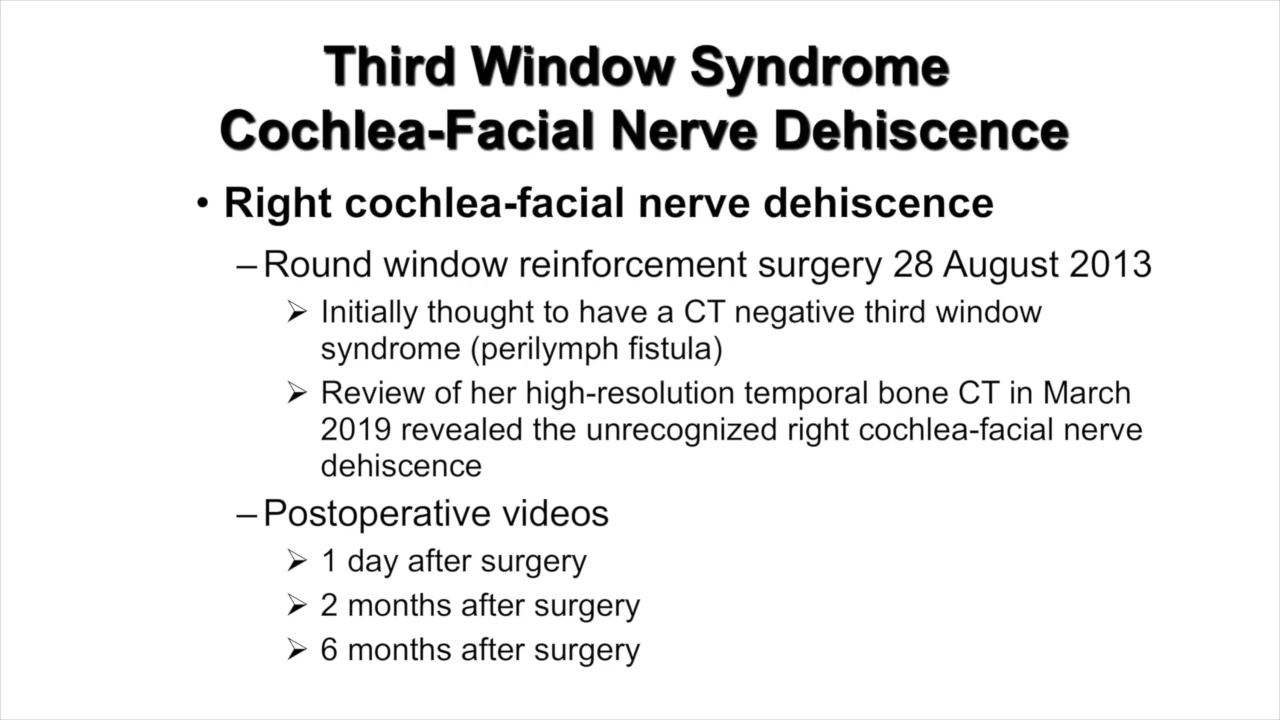 Third Window Syndrome
Cochlea-Facial Nerve Dehiscence
• Right cochlea-facial nerve dehiscence
– Round window reinforcement surgery 28 August 2013
➢ Initially thought to have a CT negative third window
syndrome (perilymph fistula)
➢ Review of her high-resolution temporal bone CT in March
2019 revealed the unrecognized right cochlea-facial nerve
dehiscence
– Postoperative videos
➢ 1 day after surgery
➢ 2 months after surgery
➢ 6 months after surgery